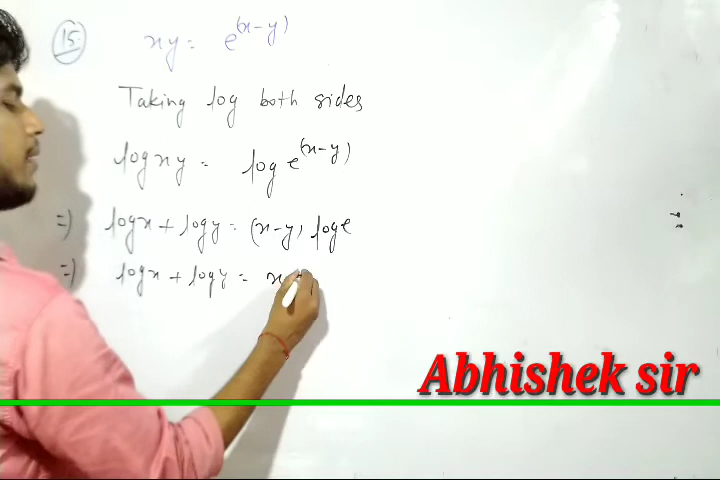 15. xy = e^(x-y)
Taking log both sides
log xy = log e^(x-y)
=) log x + log y = (x-y) log e
=) log x + log y = x -
Abhishek sir